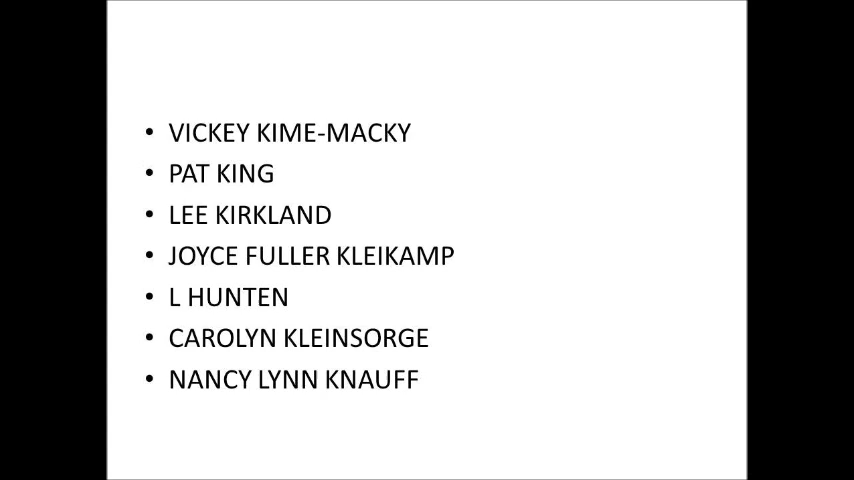 • VICKEY KIME-MACKY
• PAT KING
• LEE KIRKLAND
• JOYCE FULLER KLEIKAMP
• L HUNTEN
• CAROLYN KLEINSORGE
• NANCY LYNN KNAUFF